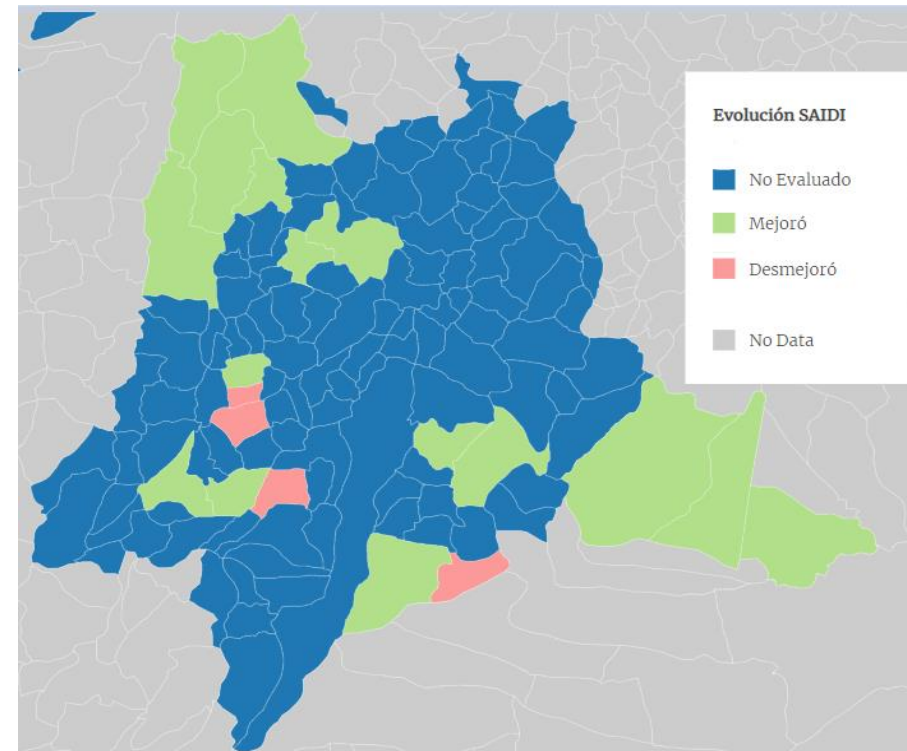 Evolución SAIDI
No Evaluado
Mejoró
Desmejoró
No Data